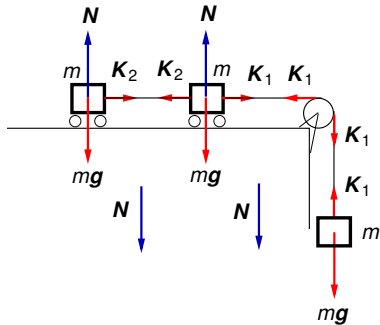 N N
m K₂ K₂ m K₁ K₁
K₁
mg mg
K₁
N N
m
mg